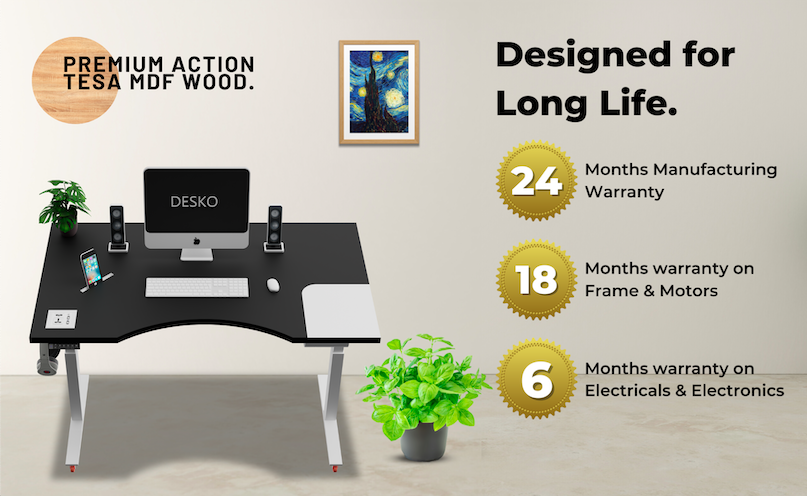 PREMIUM ACTION
TESA MDF WOOD.
Designed for
Long Life.
24
Months Manufacturing
Warranty
18
Months warranty on
Frame & Motors
6
Months warranty on
Electricals & Electronics
DESKO